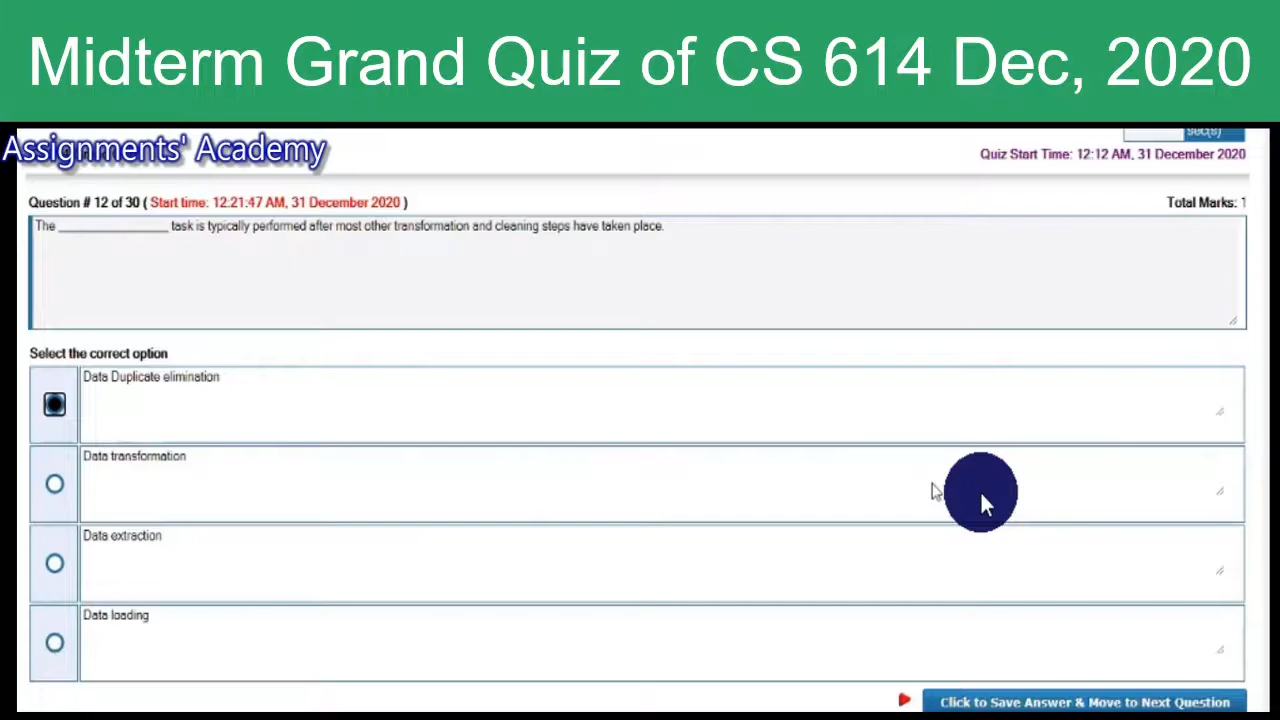 Midterm Grand Quiz of CS 614 Dec, 2020
sec(s)
Assignments' Academy
Quiz Start Time: 12:12 AM, 31 December 2020
Question # 12 of 30 ( Start time: 12:21:47 AM, 31 December 2020 )
Total Marks: 1
The __________________ task is typically performed after most other transformation and cleaning steps have taken place.
Select the correct option
Data Duplicate elimination
Data transformation
Data extraction
Data loading
Click to Save Answer & Move to Next Question